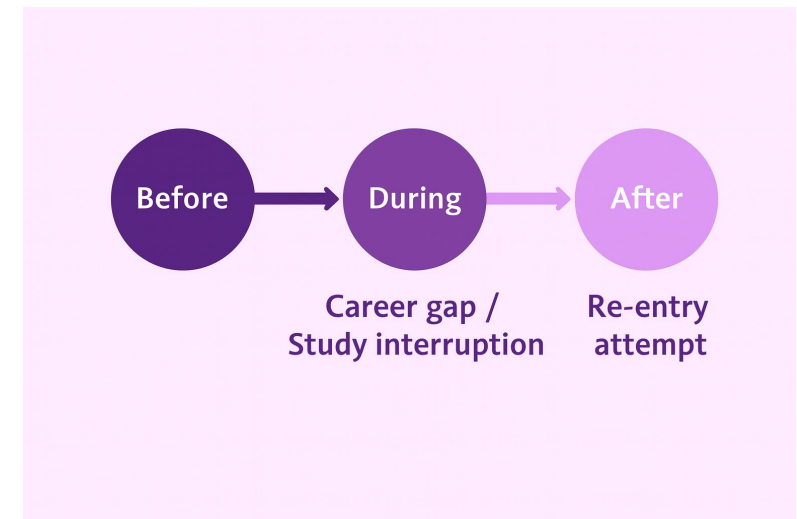 Before
During
After
Career gap /
Study interruption
Re-entry
attempt